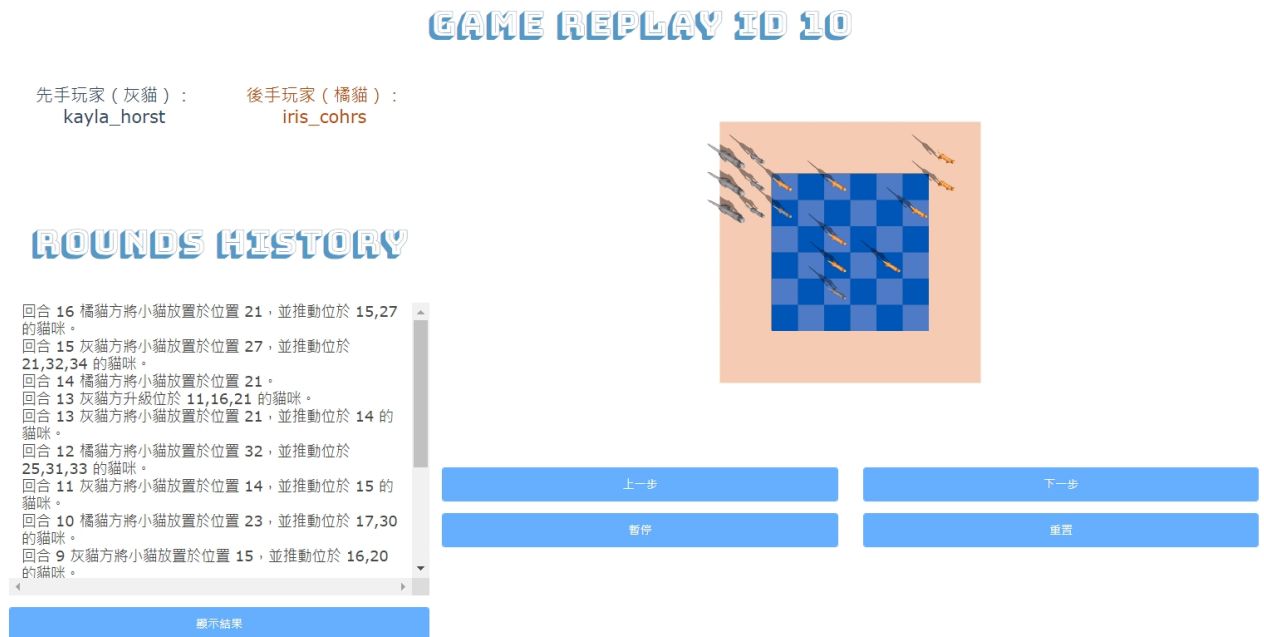 GAME REPLAY ID 10
先手玩家（灰貓）：
kayla_horst
後手玩家（橘貓）：
iris_cohrs
ROUNDS HISTORY
回合 16 橘貓方將小貓放置於位置 21，並推動位於 15,27
的貓咪。
回合 15 灰貓方將小貓放置於位置 27，並推動位於
21,32,34 的貓咪。
回合 14 橘貓方將小貓放置於位置 21。
回合 13 灰貓方升級位於 11,16,21 的貓咪。
回合 13 灰貓方將小貓放置於位置 21，並推動位於 14 的
貓咪。
回合 12 橘貓方將小貓放置於位置 32，並推動位於
25,31,33 的貓咪。
回合 11 灰貓方將小貓放置於位置 14，並推動位於 15 的
貓咪。
回合 10 橘貓方將小貓放置於位置 23，並推動位於 17,30
的貓咪。
回合 9 灰貓方將小貓放置於位置 15，並推動位於 16,20
的貓咪。
顯示結果
上一步
下一步
暫停
重置